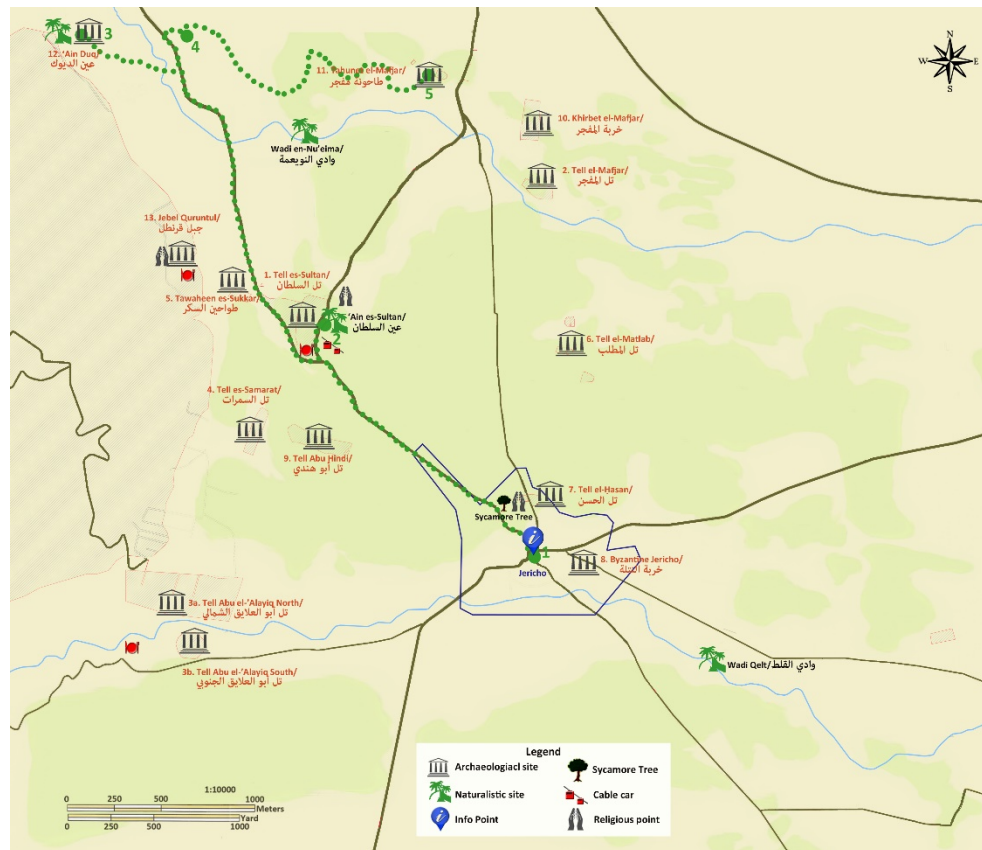 3
4
12. 'Ain Duq/
عين الديوك
5
N
W E
S
طاحونة مفجر
10. Khirbet el-Mafjar/
خربة المفجر
Wadi en-Nu'eima/
وادي النويعمة
2. Tell el-Mafjar/
تل المفجر
13. Jebel Quruntul/
جبل قرنطل
1. Tell es-Sultan/
تل السلطان
5. Tawaheen es-Sukkar/
طواحين السكر
'Ain es-Sultan/
عين السلطان
2
6. Tell el-Matlab/
تل المطلب
4. Tell es-Samarat/
تل السمرات
9. Tell Abu Hindi/
تل أبو هندي
7. Tell el-Hasan/
تل الحسن
Sycamore Tree
1
Jericho
8. Byzantine Jericho/
3a. Tell Abu el-'Alayiq North/
تل أبو العلايق الشمالي
3b. Tell Abu el-'Alayiq South/
تل أبو العلايق الجنوبي
Wadi Qelt/وادي القلط
Legend
Archaeologiacl site
Sycamore Tree
Naturalistic site
Cable car
Info Point
Religious point
1:10000
0 250 500 1000
Meters
Yard
0 250 500 1000